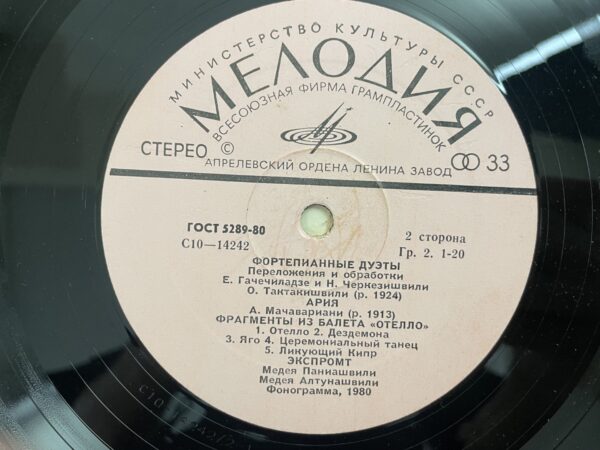 МИНИСТЕРСТВО КУЛЬТУРЫ СССР
МЕЛОДИЯ
ВСЕСОЮЗНАЯ ФИРМА ГРАМПЛАСТИНОК
СТЕРЕО ©
33
АПРЕЛЕВСКИЙ ОРДЕНА ЛЕНИНА ЗАВОД
ГОСТ 5289-80
2 сторона
С10—14242
Гр. 2. 1-20
ФОРТЕПИАННЫЕ ДУЭТЫ
Переложения и обработки
Е. Гачечиладзе и Н. Черкезишвили
О. Тактакишвили (р. 1924)
АРИЯ
А. Мачавариани (р. 1913)
ФРАГМЕНТЫ ИЗ БАЛЕТА «ОТЕЛЛО»
1. Отелло 2. Дездемона
3. Яго 4. Церемониальный танец
5. Ликующий Кипр
ЭКСПРОМТ
Медея Паниашвили
Медея Алтунашвили
Фонограмма, 1980